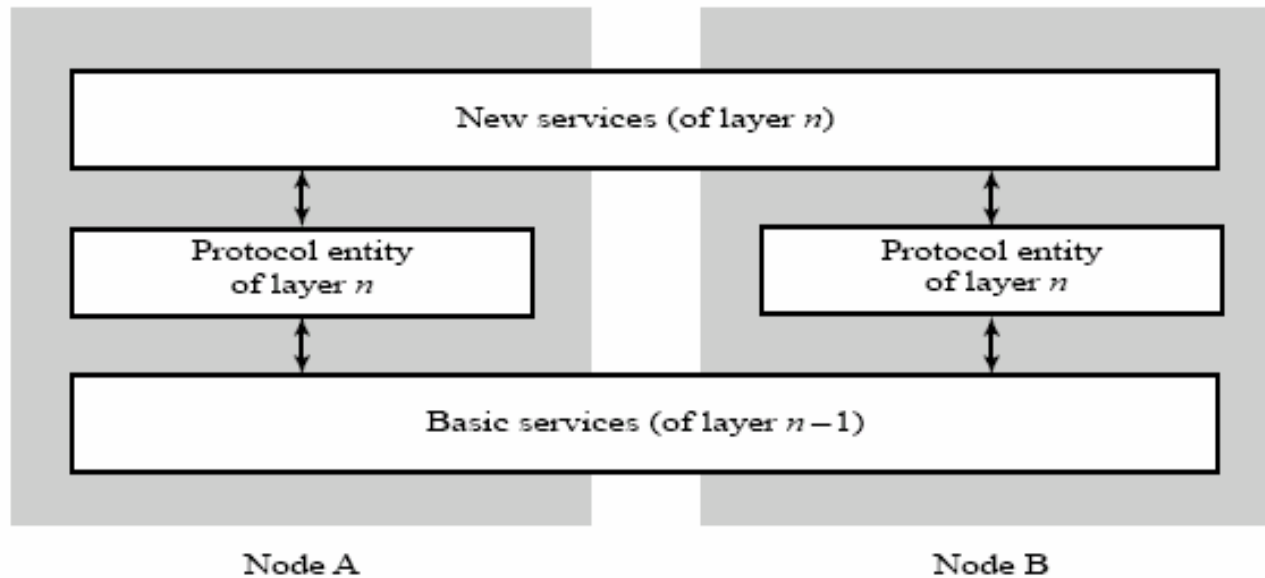 New services (of layer n)
Protocol entity
of layer n
Protocol entity
of layer n
Basic services (of layer n–1)
Node A
Node B